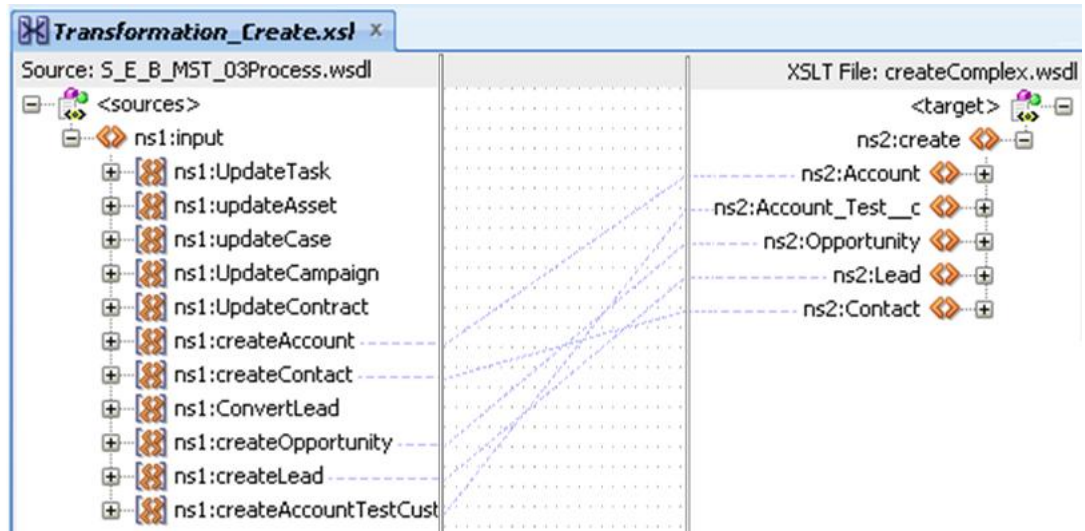 Transformation_Create.xsl x
Source: S_E_B_MST_03Process.wsdl
XSLT File: createComplex.wsdl
<sources>
<target>
ns1:input
ns2:create
ns1:UpdateTask
ns2:Account
ns1:updateAsset
ns2:Account_Test__c
ns1:updateCase
ns2:Opportunity
ns1:UpdateCampaign
ns2:Lead
ns1:UpdateContract
ns2:Contact
ns1:createAccount
ns1:createContact
ns1:ConvertLead
ns1:createOpportunity
ns1:createLead
ns1:createAccountTestCust